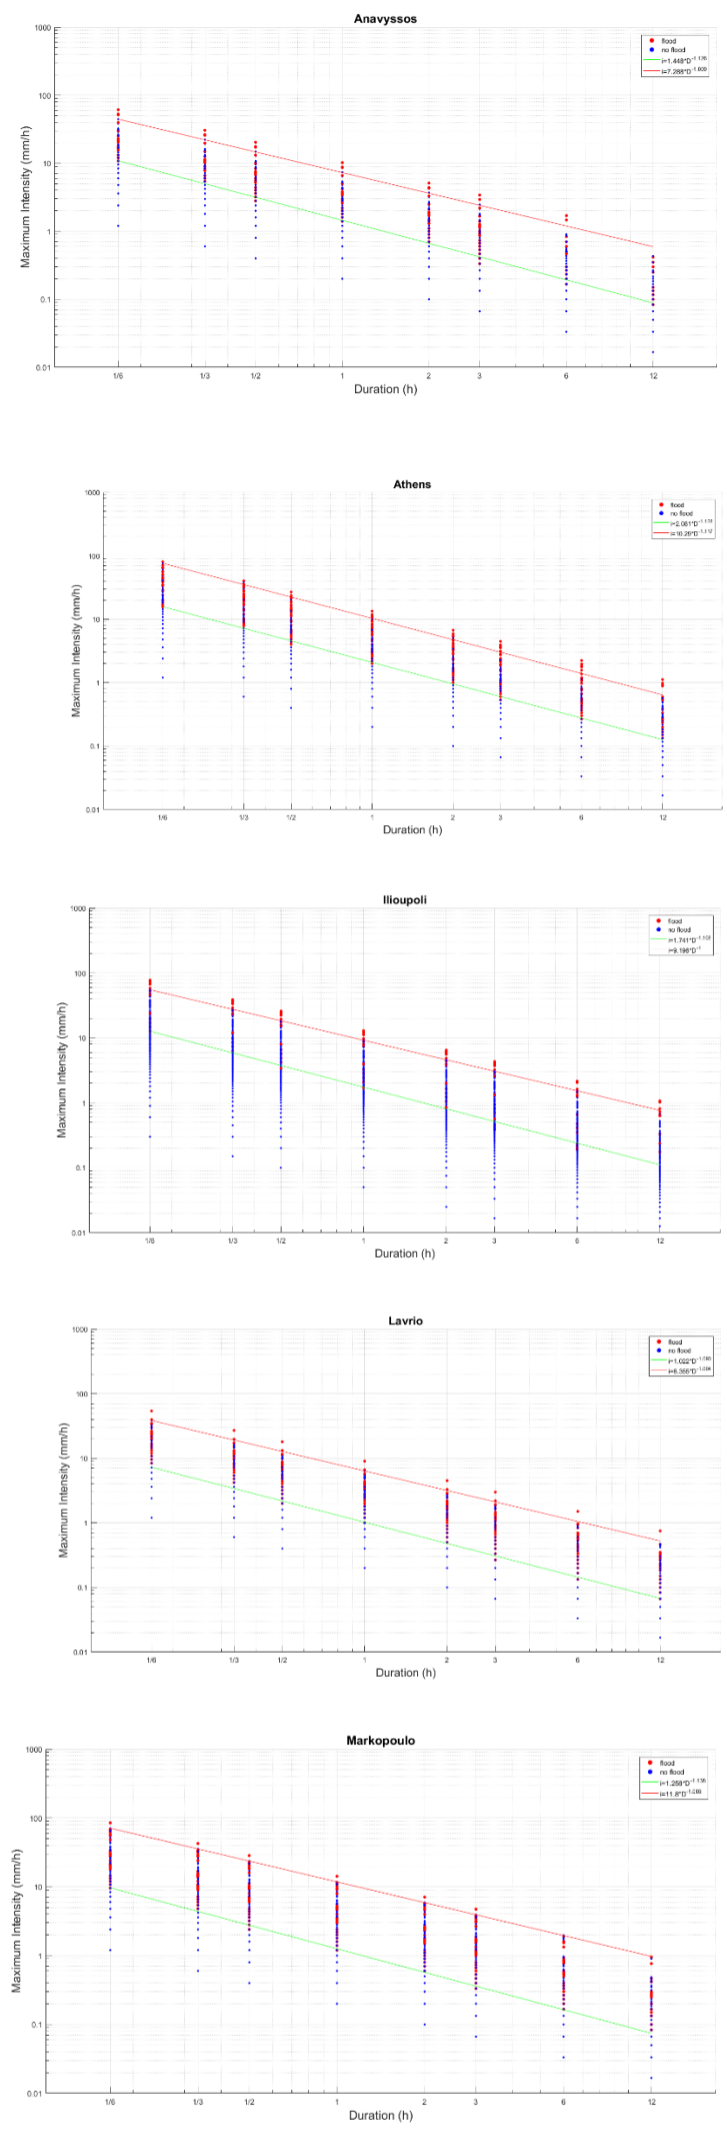 Anavyssos
1000
100
10
1
0.1
0.01
Maximum Intensity (mm/h)
flood
no flood
1/6
1/3
1/2
1
2
3
6
12
Duration (h)
Athens
1000
100
10
1
0.1
0.01
Maximum Intensity (mm/h)
flood
no flood
1/6
1/3
1/2
1
2
3
6
12
Duration (h)
Ilioupoli
1000
100
10
1
0.1
0.01
Maximum Intensity (mm/h)
flood
no flood
1/6
1/3
1/2
1
2
3
6
12
Duration (h)
Lavrio
1000
100
10
1
0.1
0.01
Maximum Intensity (mm/h)
flood
no flood
1/6
1/3
1/2
1
2
3
6
12
Duration (h)
Markopoulo
1000
100
10
1
0.1
0.01
Maximum Intensity (mm/h)
flood
no flood
1/6
1/3
1/2
1
2
3
6
12
Duration (h)